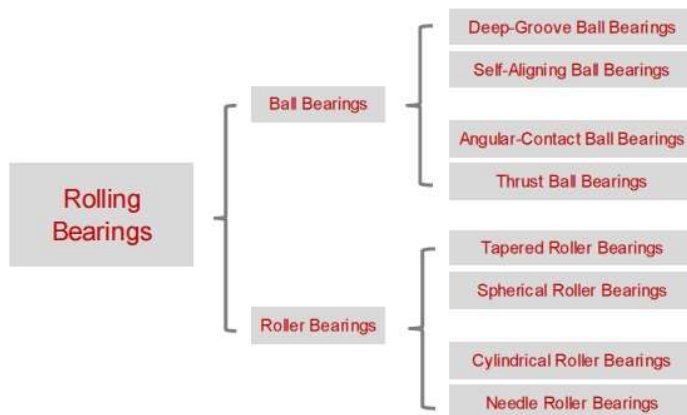 Rolling
Bearings
Ball Bearings
Deep-Groove Ball Bearings
Self-Aligning Ball Bearings
Angular-Contact Ball Bearings
Thrust Ball Bearings
Roller Bearings
Tapered Roller Bearings
Spherical Roller Bearings
Cylindrical Roller Bearings
Needle Roller Bearings